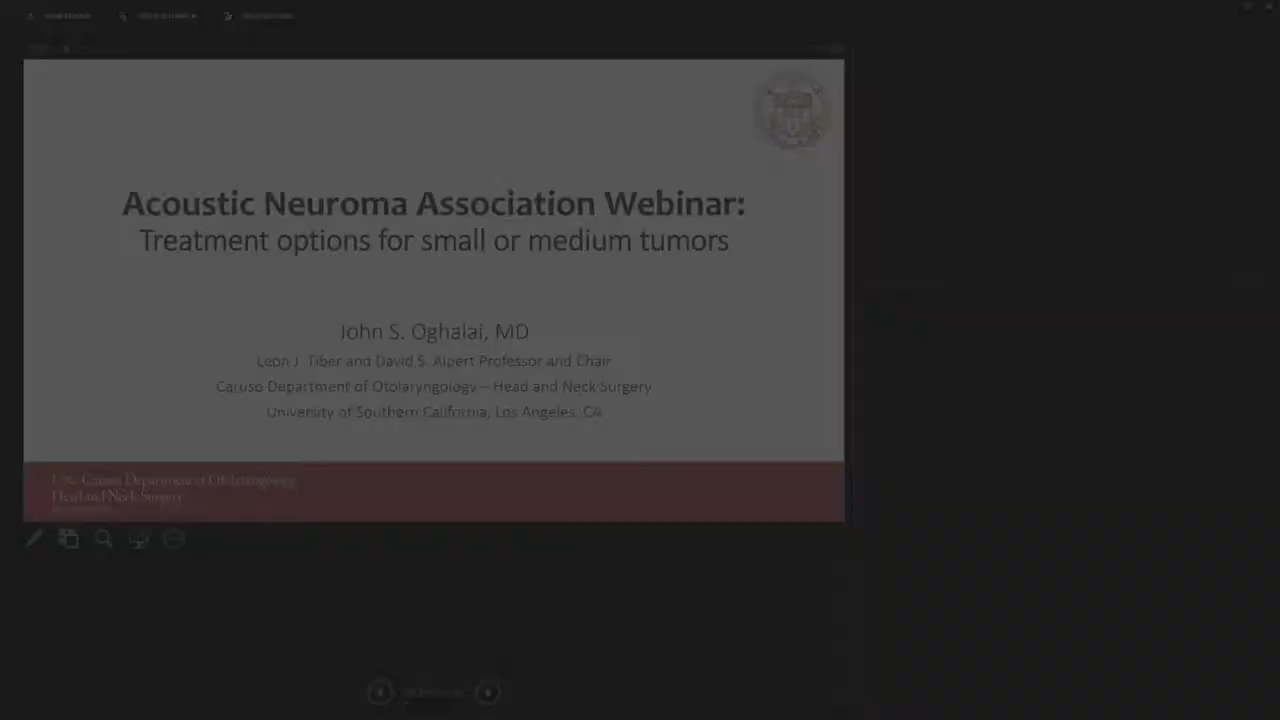 Acoustic Neuroma Association Webinar:
Treatment options for small or medium tumors
John S. Oghalai, MD
Leon J. Tiber and David S. Alpert Professor and Chair
Caruso Department of Otolaryngology – Head and Neck Surgery
University of Southern California, Los Angeles, CA
USC Caruso Department of Otolaryngology
Head and Neck Surgery